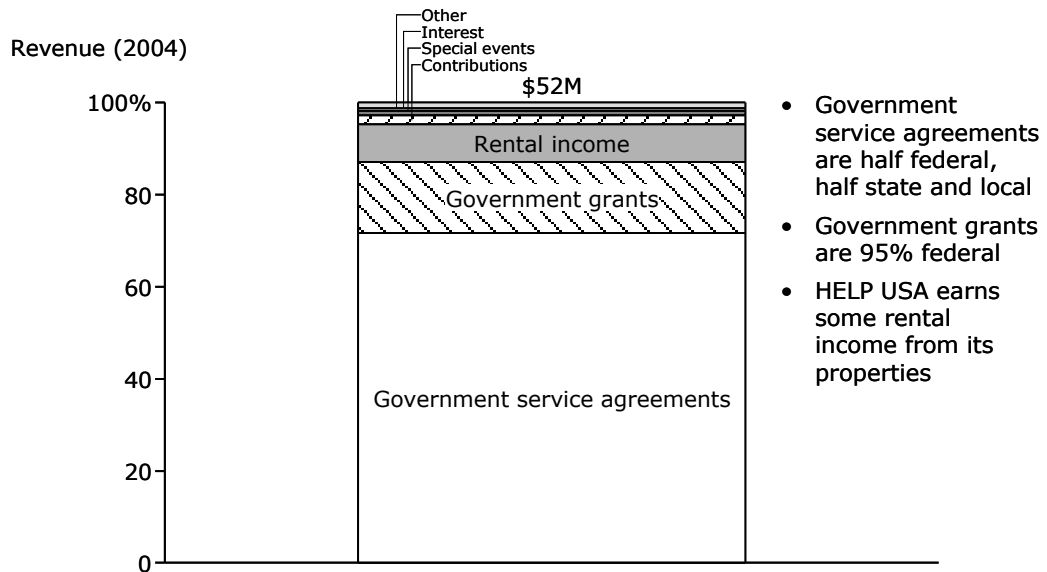 Other
Interest
Revenue (2004)
Special events
Contributions
$52M
100%
80
60
40
20
0
Rental income
Government grants
Government service agreements
• Government
service agreements
are half federal,
half state and local
• Government grants
are 95% federal
• HELP USA earns
some rental
income from its
properties